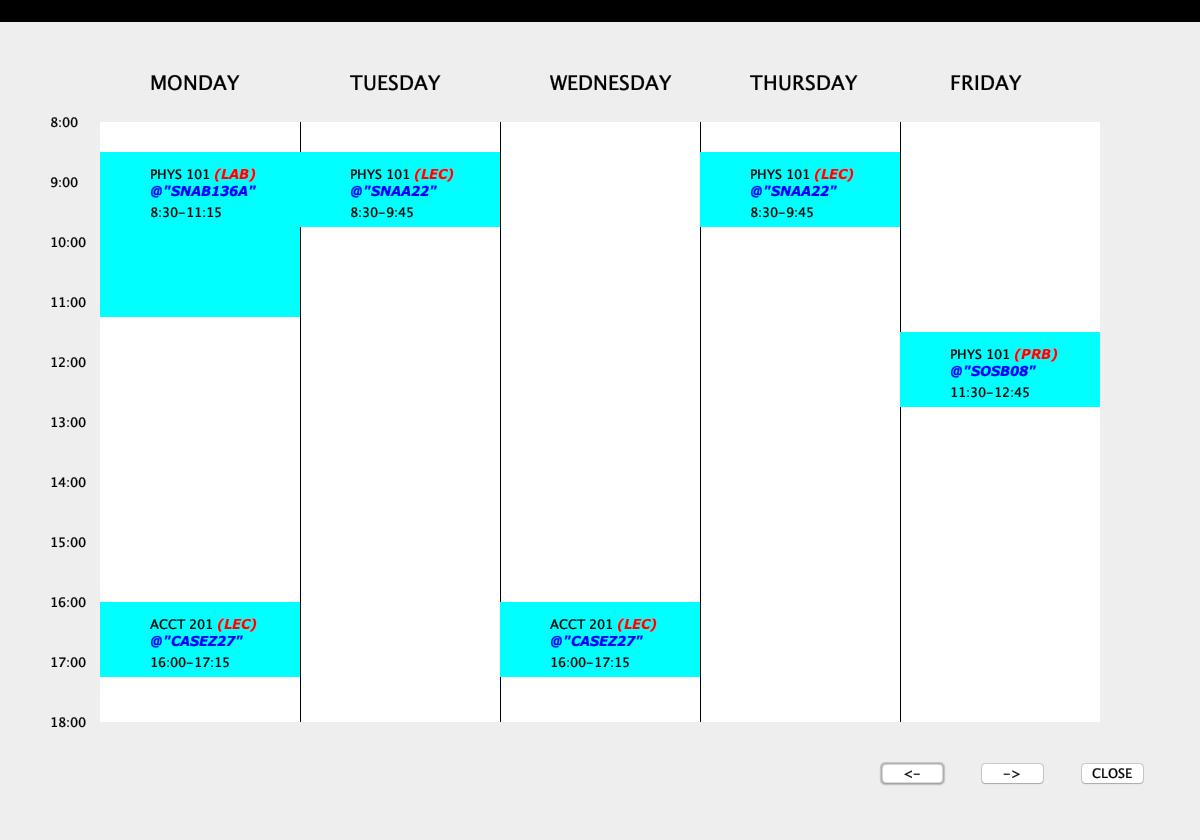 MONDAY TUESDAY WEDNESDAY THURSDAY FRIDAY
8:00
PHYS 101 (LAB)
@"SNAB136A"
8:30-11:15
PHYS 101 (LEC)
@"SNAA22"
8:30-9:45
PHYS 101 (LEC)
@"SNAA22"
8:30-9:45
9:00
10:00
11:00
PHYS 101 (PRB)
@"SOSB08"
11:30-12:45
12:00
13:00
14:00
15:00
16:00
ACCT 201 (LEC)
@"CASEZ27"
16:00-17:15
ACCT 201 (LEC)
@"CASEZ27"
16:00-17:15
17:00
18:00
<- -> CLOSE